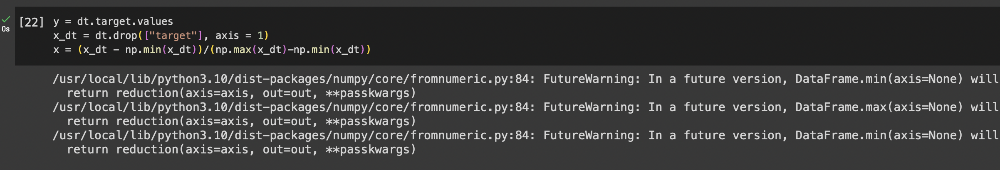 [22] y = dt.target.values
0s
x_dt = dt.drop(["target"], axis = 1)
x = (x_dt - np.min(x_dt))/(np.max(x_dt)-np.min(x_dt))
/usr/local/lib/python3.10/dist-packages/numpy/core/fromnumeric.py:84: FutureWarning: In a future version, DataFrame.min(axis=None) will
  return reduction(axis=axis, out=out, **passkwargs)
/usr/local/lib/python3.10/dist-packages/numpy/core/fromnumeric.py:84: FutureWarning: In a future version, DataFrame.max(axis=None) will
  return reduction(axis=axis, out=out, **passkwargs)
/usr/local/lib/python3.10/dist-packages/numpy/core/fromnumeric.py:84: FutureWarning: In a future version, DataFrame.min(axis=None) will
  return reduction(axis=axis, out=out, **passkwargs)